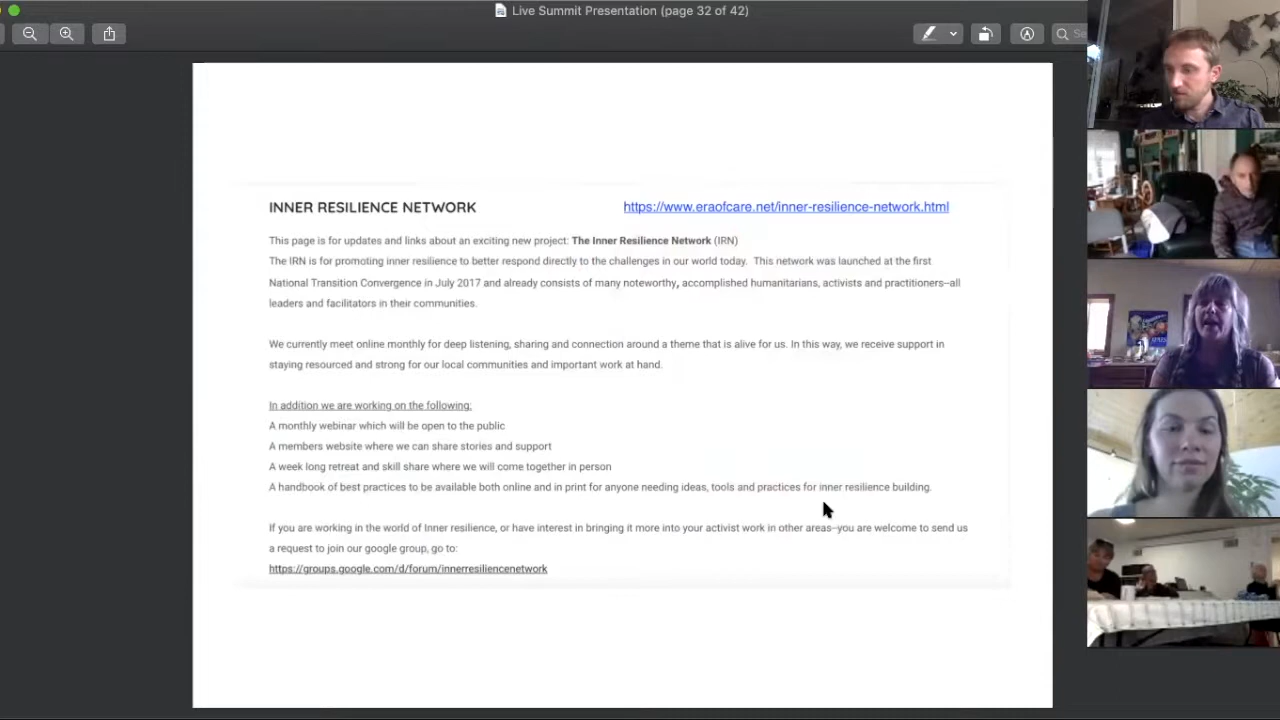 Live Summit Presentation (page 32 of 42)
INNER RESILIENCE NETWORK
https://www.eraofcare.net/inner-resilience-network.html
This page is for updates and links about an exciting new project: The Inner Resilience Network (IRN)
The IRN is for promoting inner resilience to better respond directly to the challenges in our world today. This network was launched at the first
National Transition Convergence in July 2017 and already consists of many noteworthy, accomplished humanitarians, activists and practitioners--all
leaders and facilitators in their communities.
We currently meet online monthly for deep listening, sharing and connection around a theme that is alive for us. In this way, we receive support in
staying resourced and strong for our local communities and important work at hand.
In addition we are working on the following:
A monthly webinar which will be open to the public
A members website where we can share stories and support
A week long retreat and skill share where we will come together in person
A handbook of best practices to be available both online and in print for anyone needing ideas, tools and practices for inner resilience building.
If you are working in the world of Inner resilience, or have interest in bringing it more into your activist work in other areas--you are welcome to send us
a request to join our google group, go to:
https://groups.google.com/d/forum/innerresiliencenetwork